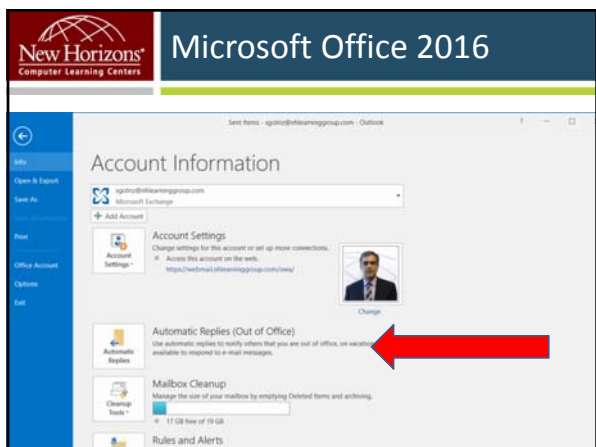 New Horizons®
Computer Learning Centers
Microsoft Office 2016
Sent Items - sgolriz@nhlearninggroup.com - Outlook
?
Info
Open & Export
Save As
Save Attachments
Print
Office Account
Options
Exit
Account Information
sgolriz@nhlearninggroup.com
Microsoft Exchange
Add Account
Account
Settings
Account Settings
Change settings for this account or set up more connections.
Access this account on the web.
https://webmail.nhlearninggroup.com/owa/
Change
Automatic
Replies
Automatic Replies (Out of Office)
Use automatic replies to notify others that you are out of office, on vacation
available to respond to e-mail messages.
Cleanup
Tools
Mailbox Cleanup
Manage the size of your mailbox by emptying Deleted Items and archiving.
17 GB free of 19 GB
Rules and Alerts